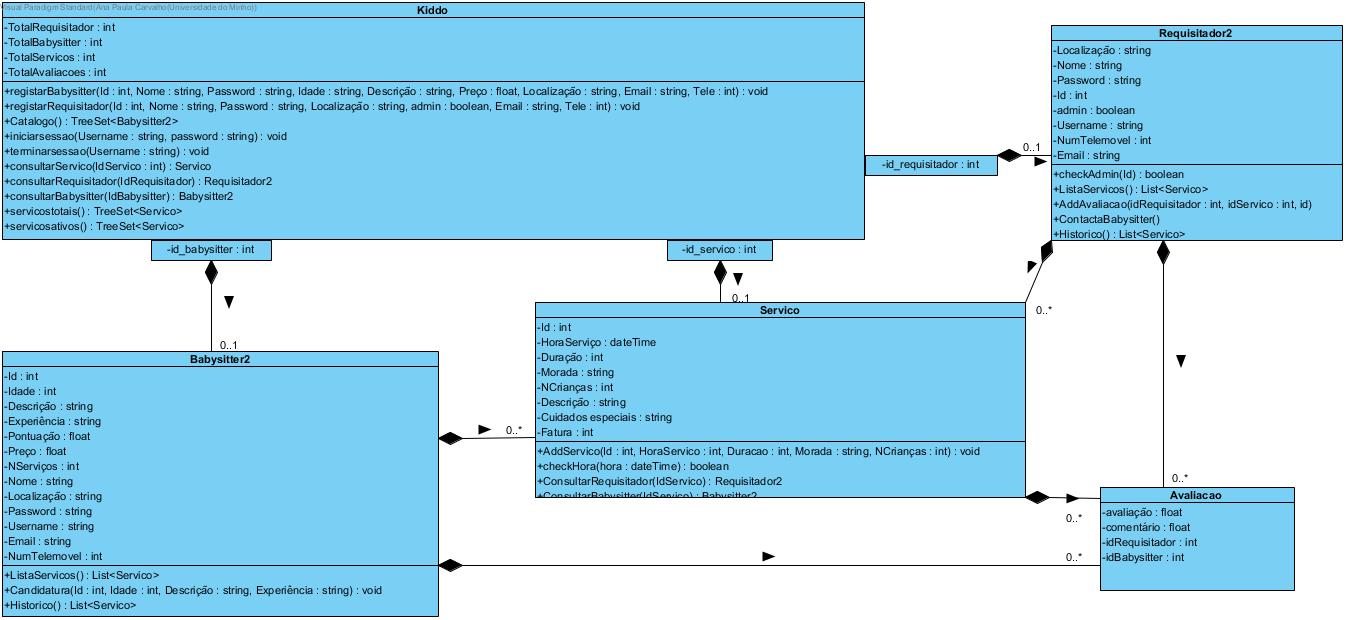 Visual Paradigm Standard(Ana Paula Carvalho(Universidade do Minho))
Kiddo
-TotalRequisitador : int
-TotalBabysitter : int
-TotalServicos : int
-TotalAvaliacoes : int
+registarBabysitter(Id : int, Nome : string, Password : string, Idade : string, Descrição : string, Preço : float, Localização : string, Email : string, Tele : int) : void
+registarRequisitador(Id : int, Nome : string, Password : string, Localização : string, admin : boolean, Email : string, Tele : int) : void
+Catalogo() : TreeSet<Babysitter2>
+iniciarsessao(Username : string, password : string) : void
+terminarsessao(Username : string) : void
+consultarServico(IdServico : int) : Servico
+consultarRequisitador(IdRequisitador) : Requisitador2
+consultarBabysitter(IdBabysitter) : Babysitter2
+servicostotais() : TreeSet<Servico>
+servicosativos() : TreeSet<Servico>
-id_babysitter : int
-id_servico : int
-id_requisitador : int
0..1
Requisitador2
-Localização : string
-Nome : string
-Password : string
-Id : int
-admin : boolean
-Username : string
-NumTelemovel : int
-Email : string
+checkAdmin(Id) : boolean
+ListaServicos() : List<Servico>
+AddAvaliacao(idRequisitador : int, idServico : int, id)
+ContactaBabysitter()
+Historico() : List<Servico>
0..1
0..1
0..*
Servico
-Id : int
-HoraServiço : dateTime
-Duração : int
-Morada : string
-NCrianças : int
-Descrição : string
-Cuidados especiais : string
-Fatura : int
+AddServico(Id : int, HoraServico : int, Duracao : int, Morada : string, NCrianças : int) : void
+checkHora(hora : dateTime) : boolean
+ConsultarRequisitador(IdServico) : Requisitador2
+ConsultarBabysitter(IdServico) : Babysitter2
Babysitter2
-Id : int
-Idade : int
-Descrição : string
-Experiência : string
-Pontuação : float
-Preço : float
-NServiços : int
-Nome : string
-Localização : string
-Password : string
-Username : string
-Email : string
-NumTelemovel : int
+ListaServicos() : List<Servico>
+Candidatura(Id : int, Idade : int, Descrição : string, Experiência : string) : void
+Historico() : List<Servico>
0..*
0..*
0..*
0..*
Avaliacao
-avaliação : float
-comentário : float
-idRequisitador : int
-idBabysitter : int